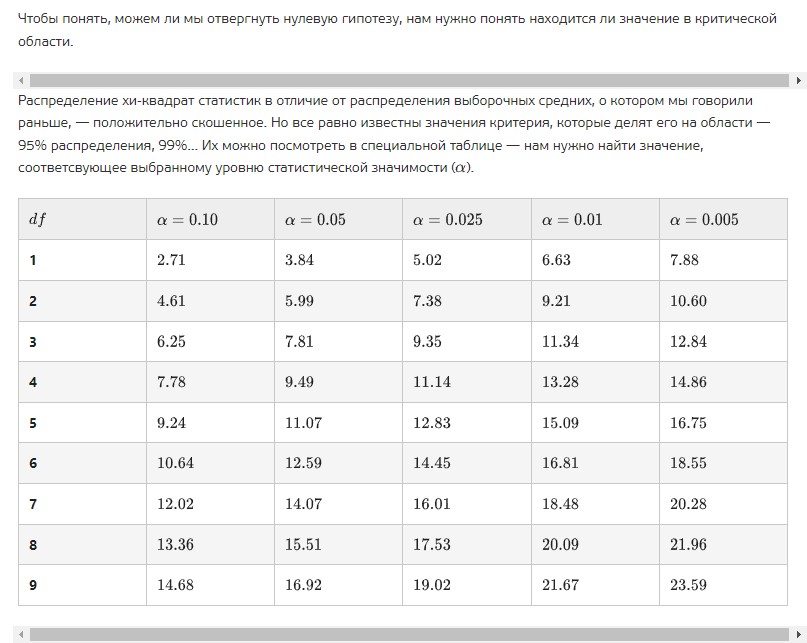 Чтобы понять, можем ли мы отвергнуть нулевую гипотезу, нам нужно понять находится ли значение в критической
области.
Распределение хи-квадрат статистик в отличие от распределения выборочных средних, о котором мы говорили
раньше, — положительно скошенное. Но все равно известны значения критерия, которые делят его на области —
95% распределения, 99%... Их можно посмотреть в специальной таблице — нам нужно найти значение,
соответсвующее выбранному уровню статистической значимости (α).
df α = 0.10 α = 0.05 α = 0.025 α = 0.01 α = 0.005
1 2.71 3.84 5.02 6.63 7.88
2 4.61 5.99 7.38 9.21 10.60
3 6.25 7.81 9.35 11.34 12.84
4 7.78 9.49 11.14 13.28 14.86
5 9.24 11.07 12.83 15.09 16.75
6 10.64 12.59 14.45 16.81 18.55
7 12.02 14.07 16.01 18.48 20.28
8 13.36 15.51 17.53 20.09 21.96
9 14.68 16.92 19.02 21.67 23.59